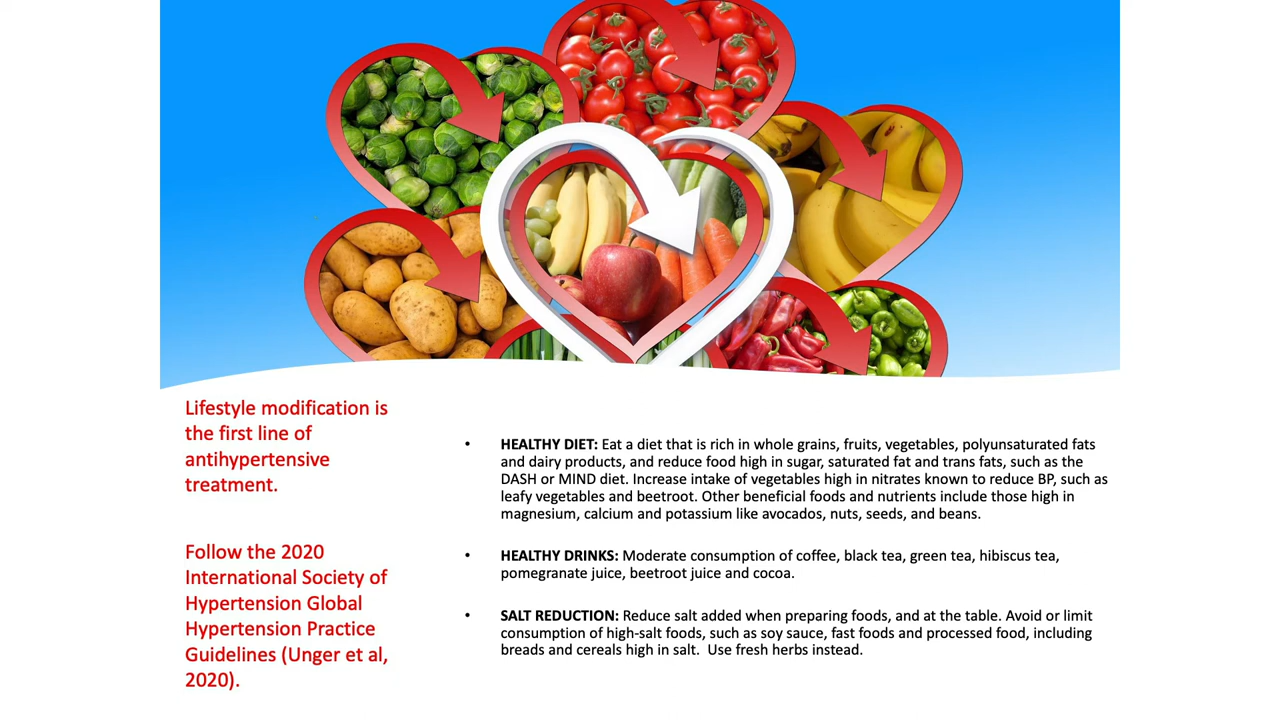 Lifestyle modification is
the first line of
antihypertensive
treatment.
Follow the 2020
International Society of
Hypertension Global
Hypertension Practice
Guidelines (Unger et al,
2020).
• HEALTHY DIET: Eat a diet that is rich in whole grains, fruits, vegetables, polyunsaturated fats
and dairy products, and reduce food high in sugar, saturated fat and trans fats, such as the
DASH or MIND diet. Increase intake of vegetables high in nitrates known to reduce BP, such as
leafy vegetables and beetroot. Other beneficial foods and nutrients include those high in
magnesium, calcium and potassium like avocados, nuts, seeds, and beans.
• HEALTHY DRINKS: Moderate consumption of coffee, black tea, green tea, hibiscus tea,
pomegranate juice, beetroot juice and cocoa.
• SALT REDUCTION: Reduce salt added when preparing foods, and at the table. Avoid or limit
consumption of high-salt foods, such as soy sauce, fast foods and processed food, including
breads and cereals high in salt.  Use fresh herbs instead.